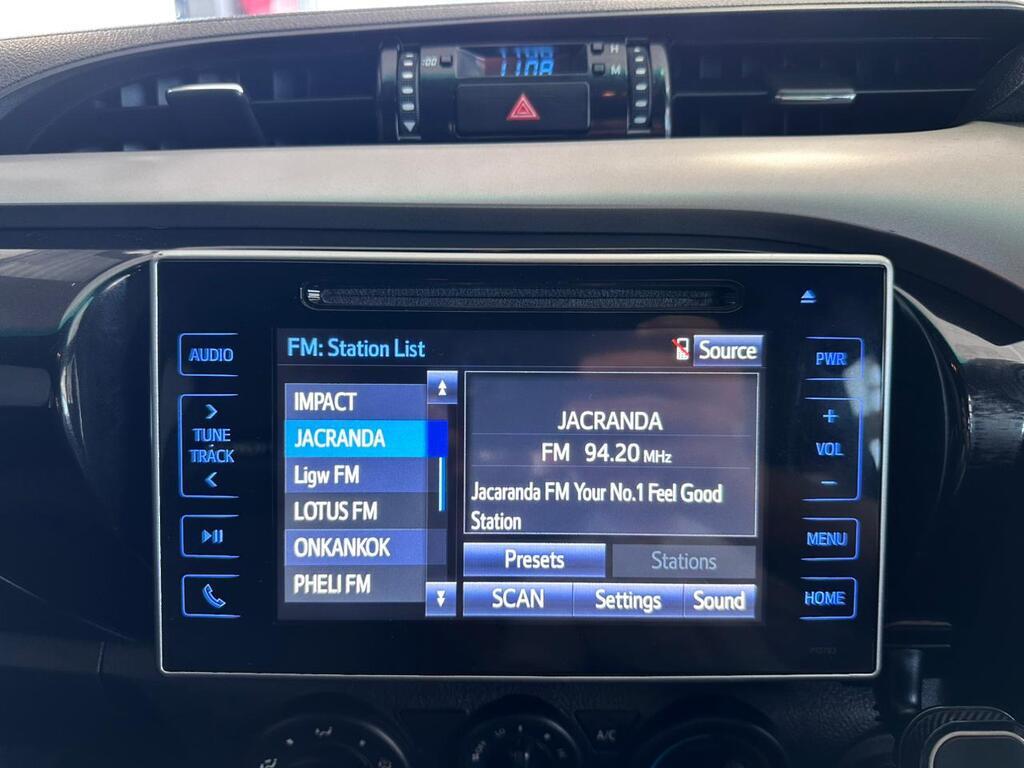 :00
H
M
AUDIO
TUNE
TRACK
FM: Station List
Source
IMPACT
JACRANDA
Ligw FM
LOTUS FM
ONKANKOK
PHELI FM
JACRANDA
FM 94.20 MHz
Jacaranda FM Your No.1 Feel Good
Station
Presets
Stations
SCAN
Settings
Sound
PWR
+
VOL
-
MENU
HOME
A/C